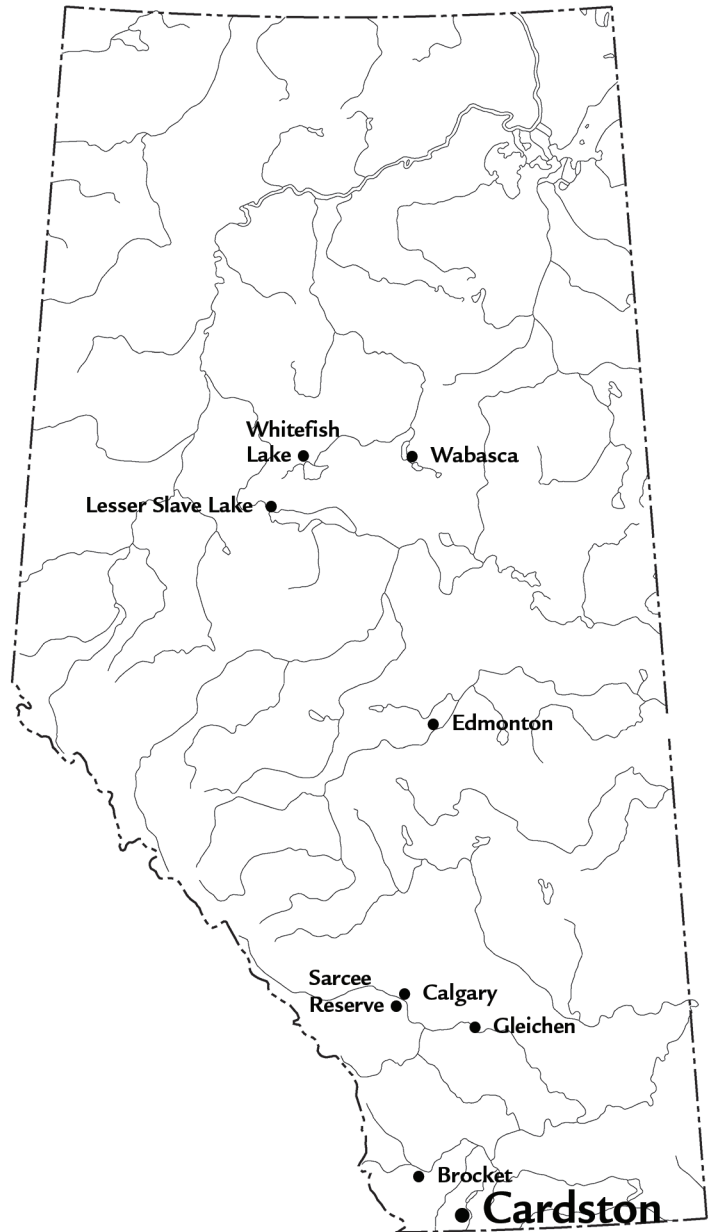 Whitefish
Lake
Wabasca
Lesser Slave Lake
Edmonton
Sarcee
Reserve
Calgary
Gleichen
Brocket
Cardston